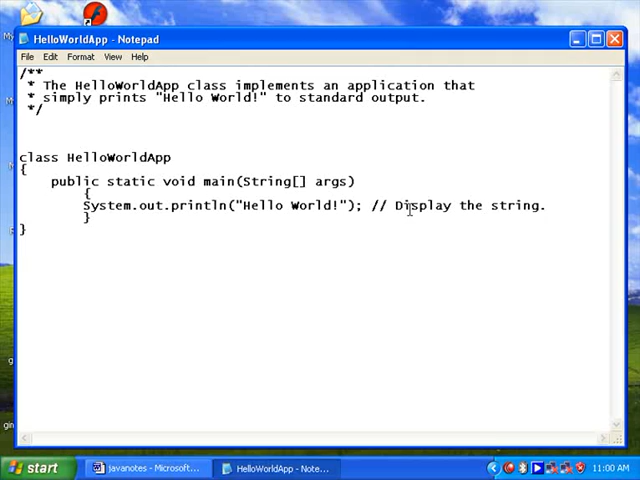 HelloWorldApp - Notepad
File Edit Format View Help
/**
* The HelloWorldApp class implements an application that
* simply prints "Hello World!" to standard output.
*/
class HelloWorldApp
{
public static void main(String[] args)
{
System.out.println("Hello World!"); // Display the string.
}
}
start
javanotes - Microsoft...
HelloWorldApp - Note...
11:00 AM